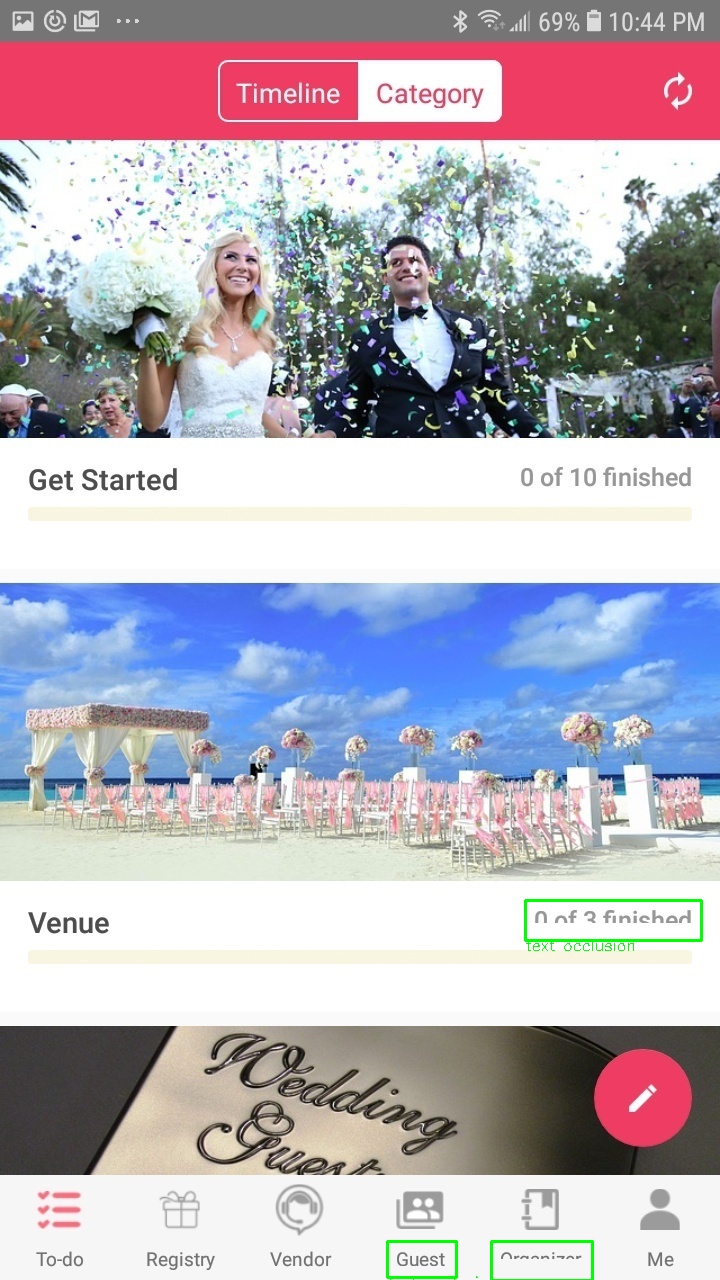 69% 10:44 PM
Timeline Category
Get Started 0 of 10 finished
Venue 0 of 3 finished
text occlusion
Wedding
Guest
To-do Registry Vendor Guest Organizer Me